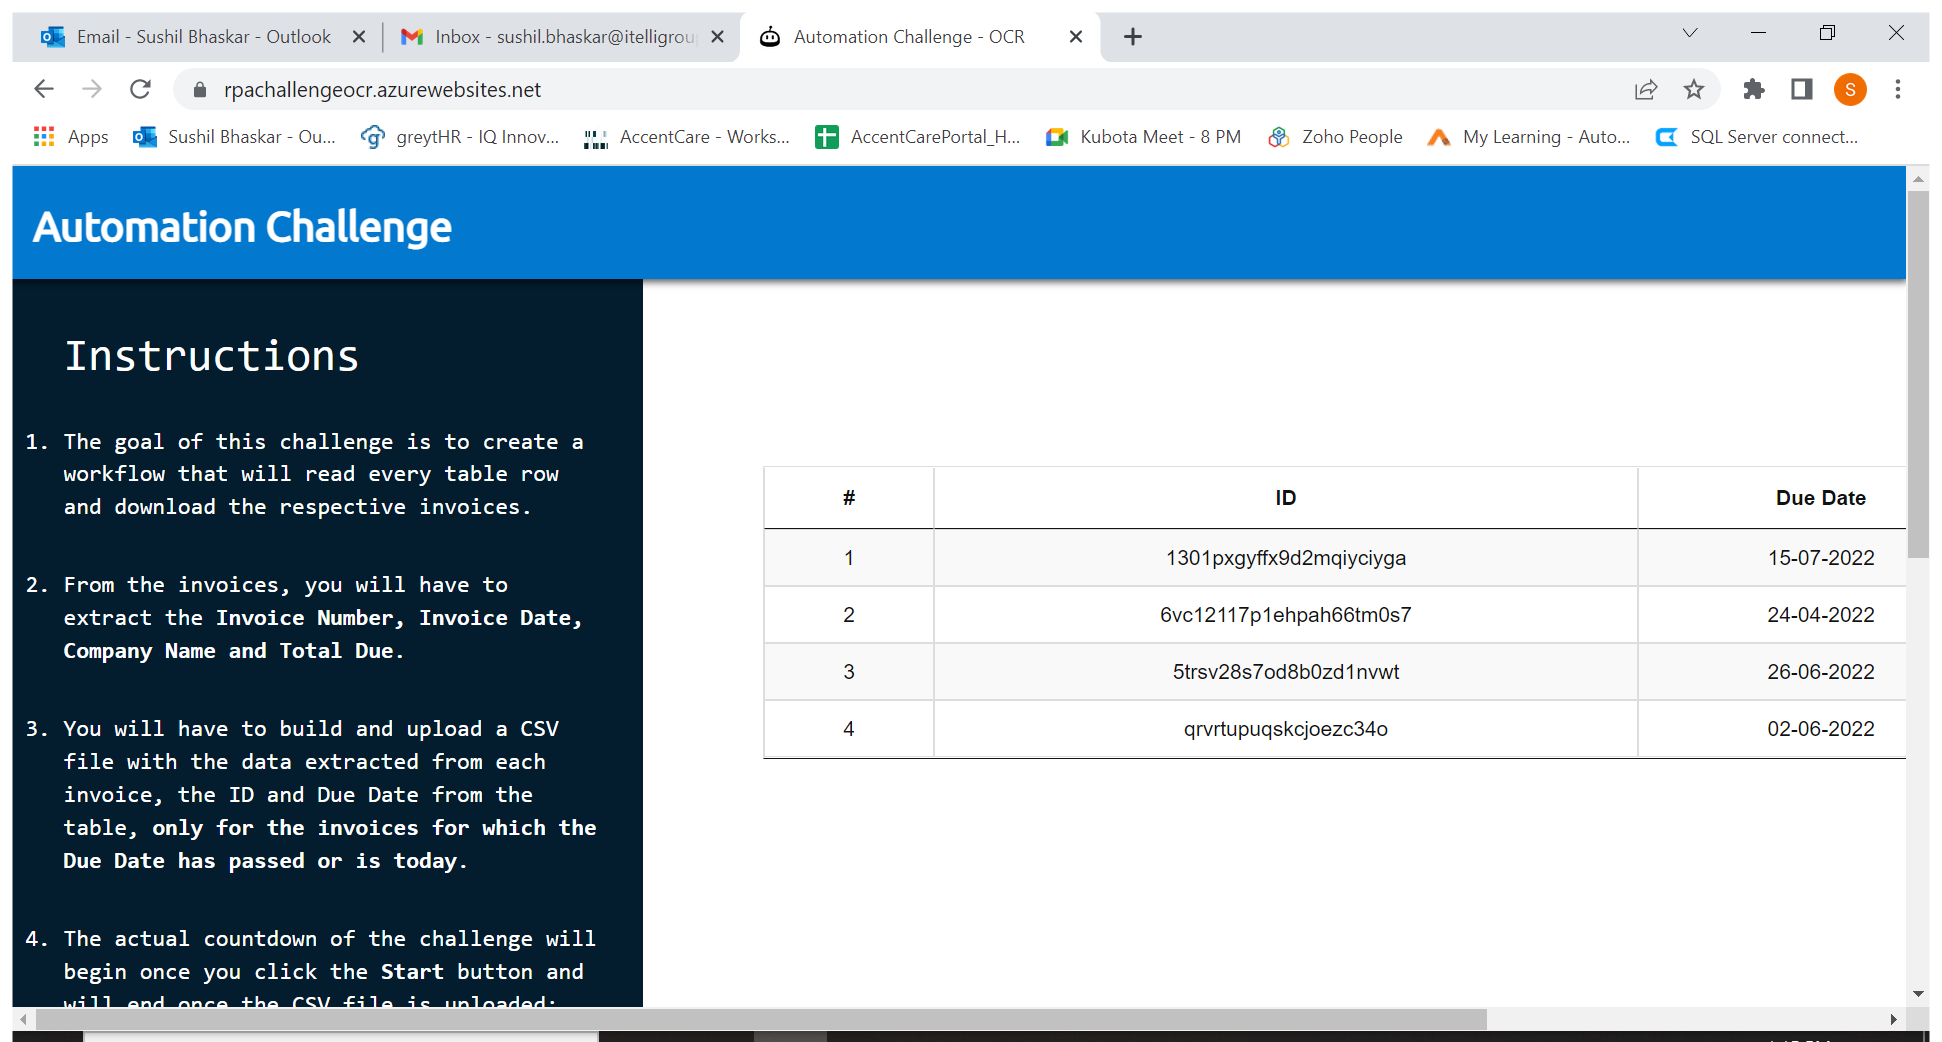 Email - Sushil Bhaskar - Outlook
Inbox - sushil.bhaskar@itelligrou
Automation Challenge - OCR
rpachallengeocr.azurewebsites.net
S
Apps
Sushil Bhaskar - Ou...
greytHR - IQ Innov...
AccentCare - Works...
AccentCarePortal_H...
Kubota Meet - 8 PM
Zoho People
My Learning - Auto...
SQL Server connect...
Automation Challenge
Instructions
1. The goal of this challenge is to create a
workflow that will read every table row
and download the respective invoices.
2. From the invoices, you will have to
extract the Invoice Number, Invoice Date,
Company Name and Total Due.
3. You will have to build and upload a CSV
file with the data extracted from each
invoice, the ID and Due Date from the
table, only for the invoices for which the
Due Date has passed or is today.
4. The actual countdown of the challenge will
begin once you click the Start button and
will end once the CSV file is uploaded;
# ID Due Date
1 1301pxgyffx9d2mqiyciyga 15-07-2022
2 6vc12117p1ehpah66tm0s7 24-04-2022
3 5trsv28s7od8b0zd1nvwt 26-06-2022
4 qrvrtupuqskcjoezc34o 02-06-2022